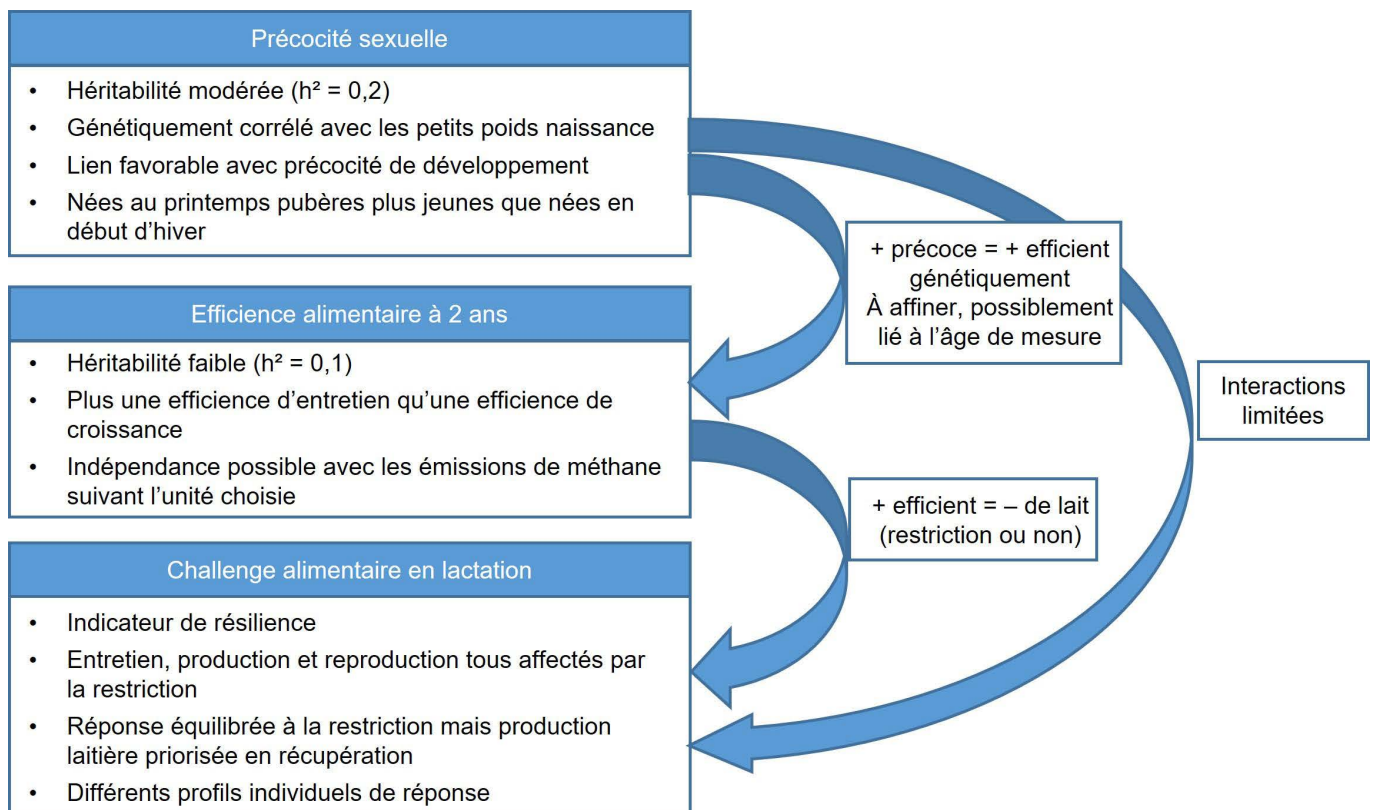 Précocité sexuelle
• Héritabilité modérée (h² = 0,2)
• Génétiquement corrélé avec les petits poids naissance
• Lien favorable avec précocité de développement
• Nées au printemps pubères plus jeunes que nées en
début d’hiver
+ précoce = + efficient
génétiquement
À affiner, possiblement
lié à l’âge de mesure
Efficience alimentaire à 2 ans
• Héritabilité faible (h² = 0,1)
• Plus une efficience d’entretien qu’une efficience de
croissance
• Indépendance possible avec les émissions de méthane
suivant l’unité choisie
Interactions
limitées
+ efficient = – de lait
(restriction ou non)
Challenge alimentaire en lactation
• Indicateur de résilience
• Entretien, production et reproduction tous affectés par
la restriction
• Réponse équilibrée à la restriction mais production
laitière priorisée en récupération
• Différents profils individuels de réponse